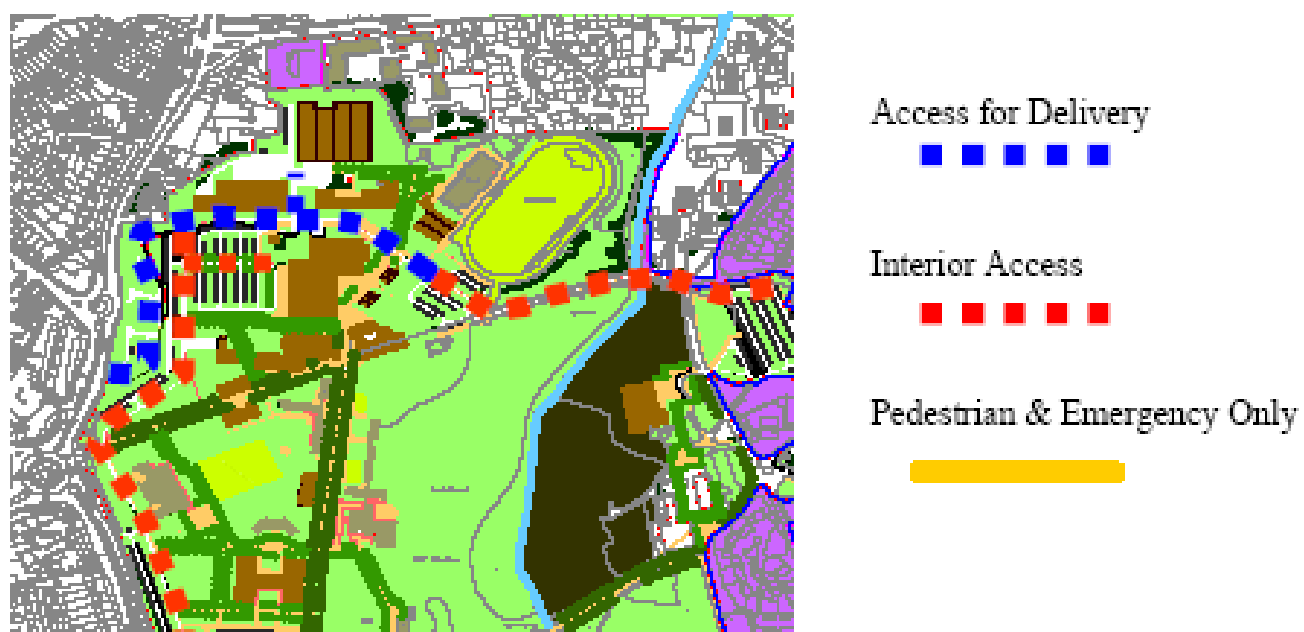 Access for Delivery
Interior Access
Pedestrian & Emergency Only